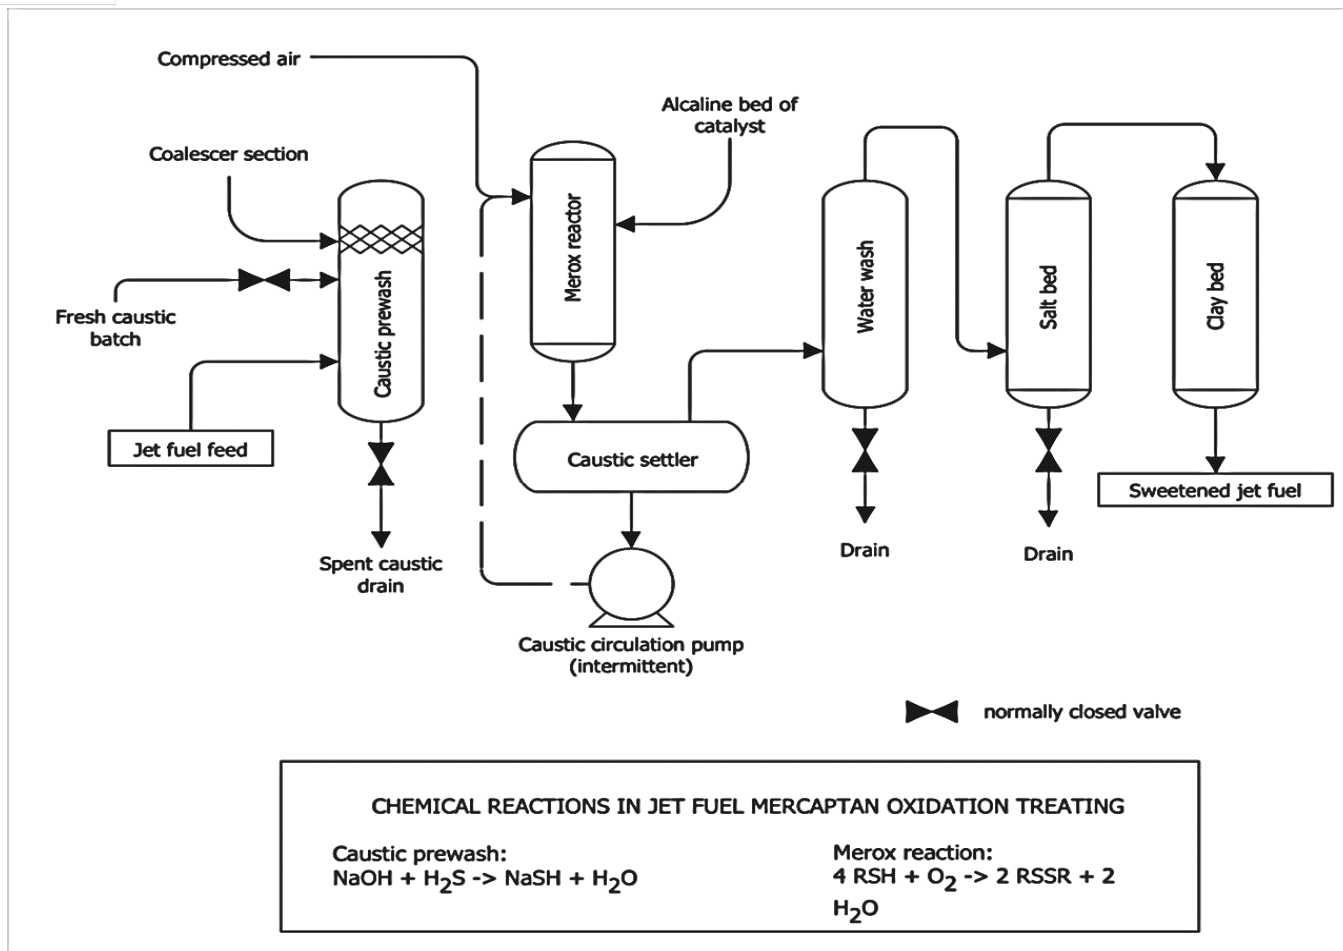 Compressed air
Alcaline bed of
catalyst
Coalescer section
Merox reactor
Caustic prewash
Water wash
Salt bed
Clay bed
Fresh caustic
batch
Jet fuel feed
Caustic settler
Sweetened jet fuel
Spent caustic
drain
Drain
Drain
Caustic circulation pump
(intermittent)
normally closed valve
CHEMICAL REACTIONS IN JET FUEL MERCAPTAN OXIDATION TREATING
Caustic prewash:
NaOH + H2S -> NaSH + H2O
Merox reaction:
4 RSH + O2 -> 2 RSSR + 2
H2O